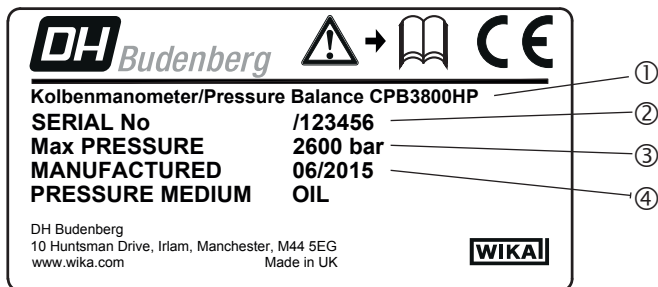 DH Budenberg CE
Kolbenmanometer/Pressure Balance CPB3800HP ①
SERIAL No /123456 ②
Max PRESSURE 2600 bar ③
MANUFACTURED 06/2015 ④
PRESSURE MEDIUM OIL
DH Budenberg
10 Huntsman Drive, Irlam, Manchester, M44 5EG
www.wika.com Made in UK
WIKAI